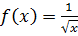 f(x) = 1/√x